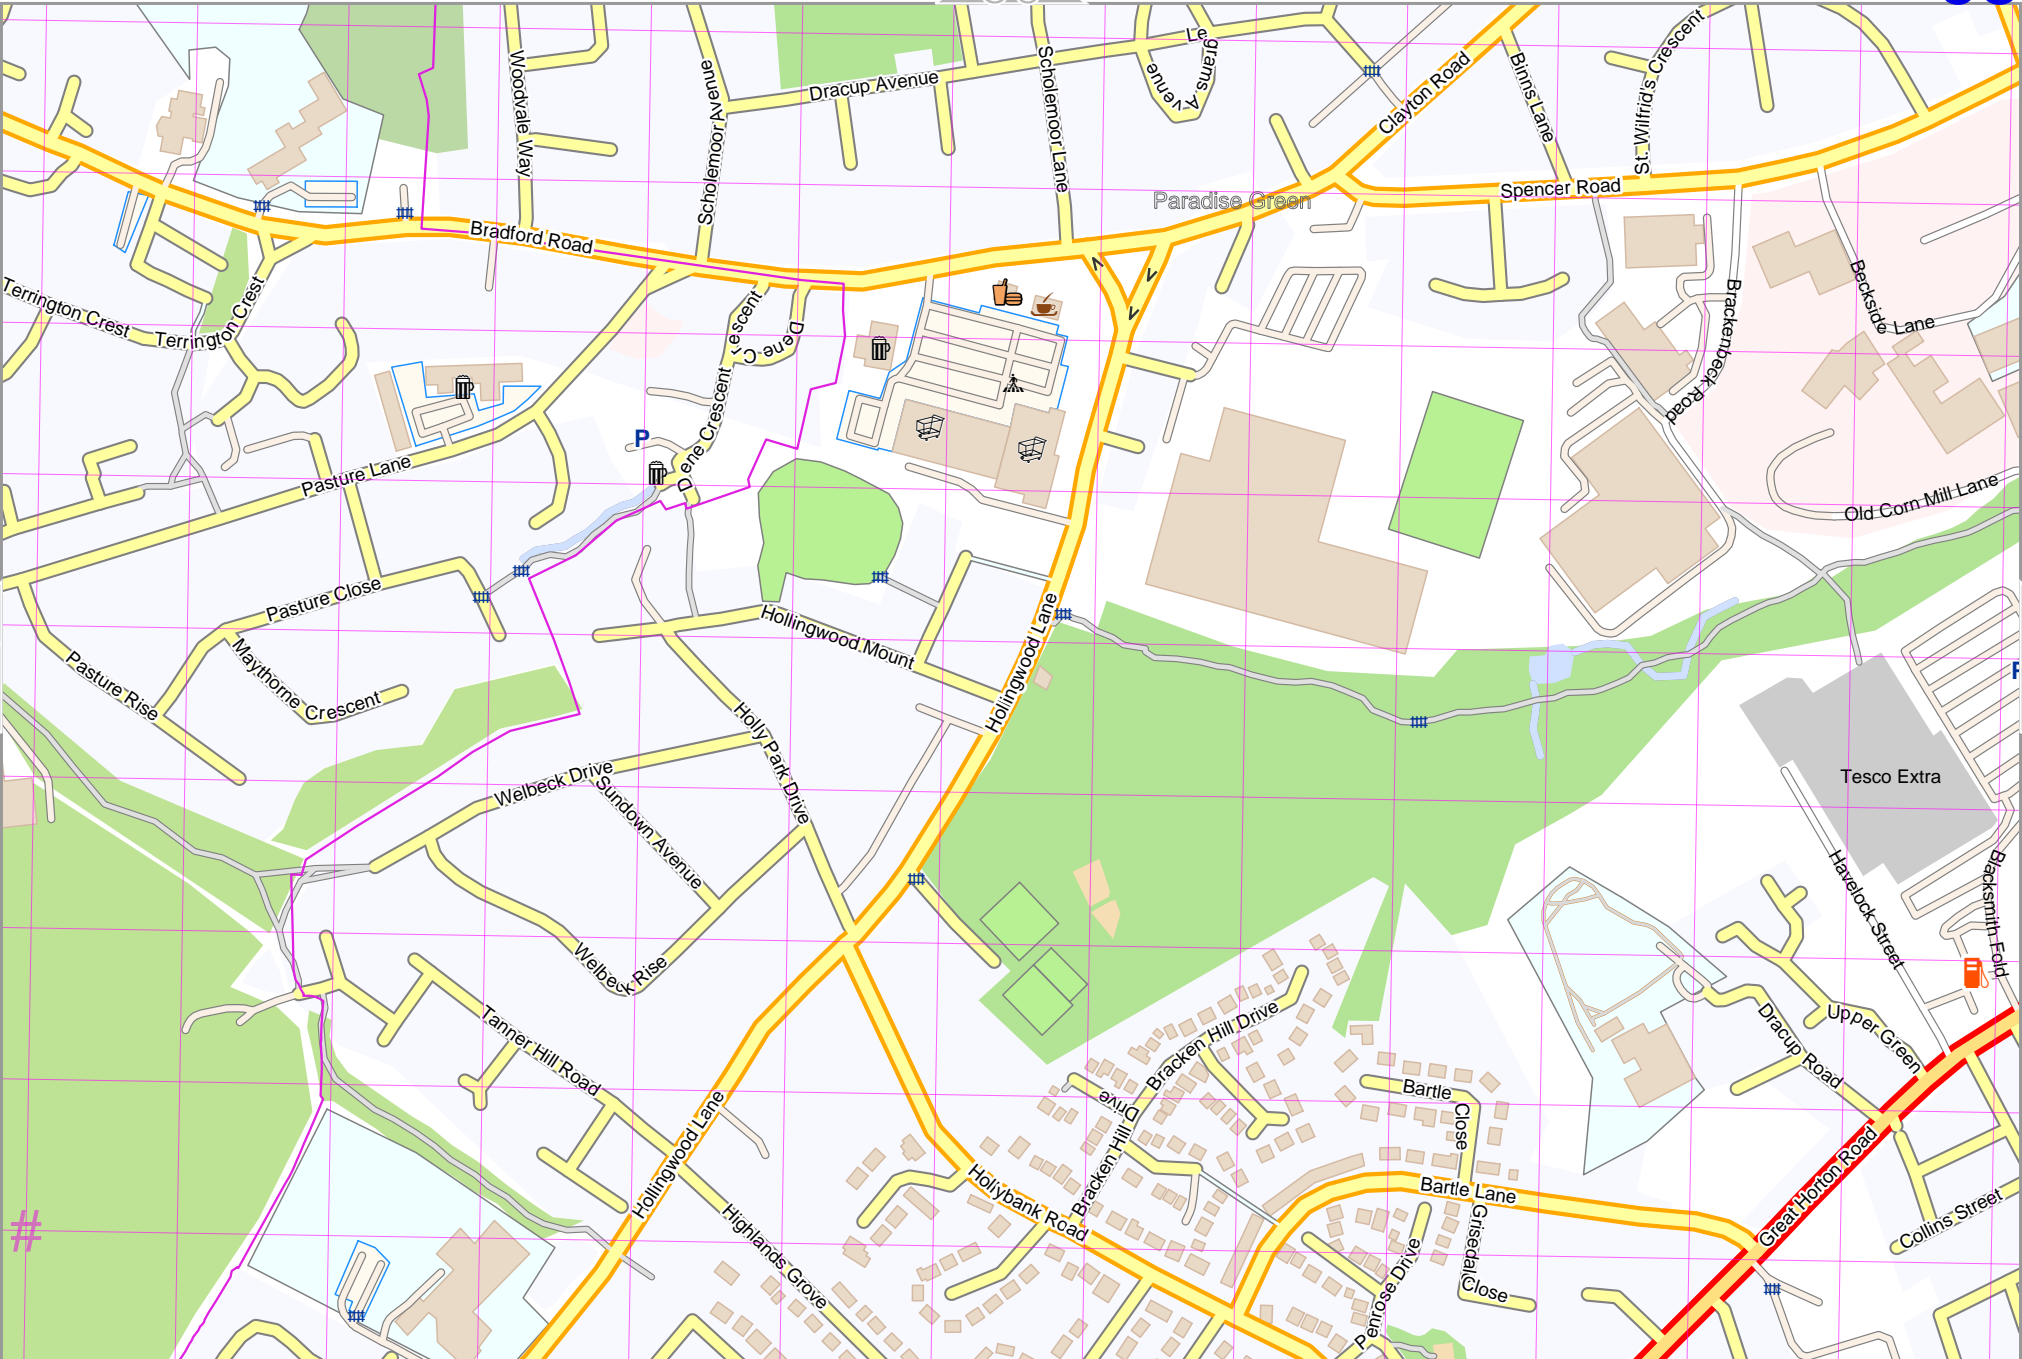 Woodvale Way
Scholemoor Avenue
Dracup Avenue
Scholemoor Lane
Legrams Avenue
Clayton Road
Binns Lane
St. Wilfrid's Crescent
Spencer Road
Paradise Green
Bradford Road
Terrington Crest
Terrington Crest
Dene Crescent
Dene Crescent
Brackenbeck Road
Beckside Lane
Old Corn Mill Lane
Pasture Lane
P
Pasture Close
Pasture Rise
Maythorne Crescent
Hollingwood Mount
Hollingwood Lane
Holly Park Drive
Welbeck Drive
Sundown Avenue
Welbeck Rise
Tesco Extra
Havelock Street
Blacksmith Fold
Tanner Hill Road
Bracken Hill Drive
Bracken Hill Drive
Bartle Close
Dracup Road
Upper Green
Hollingwood Lane
Highlands Grove
Hollybank Road
Bartle Lane
Grisedale Close
Penrose Drive
Great Horton Road
Collins Street
#